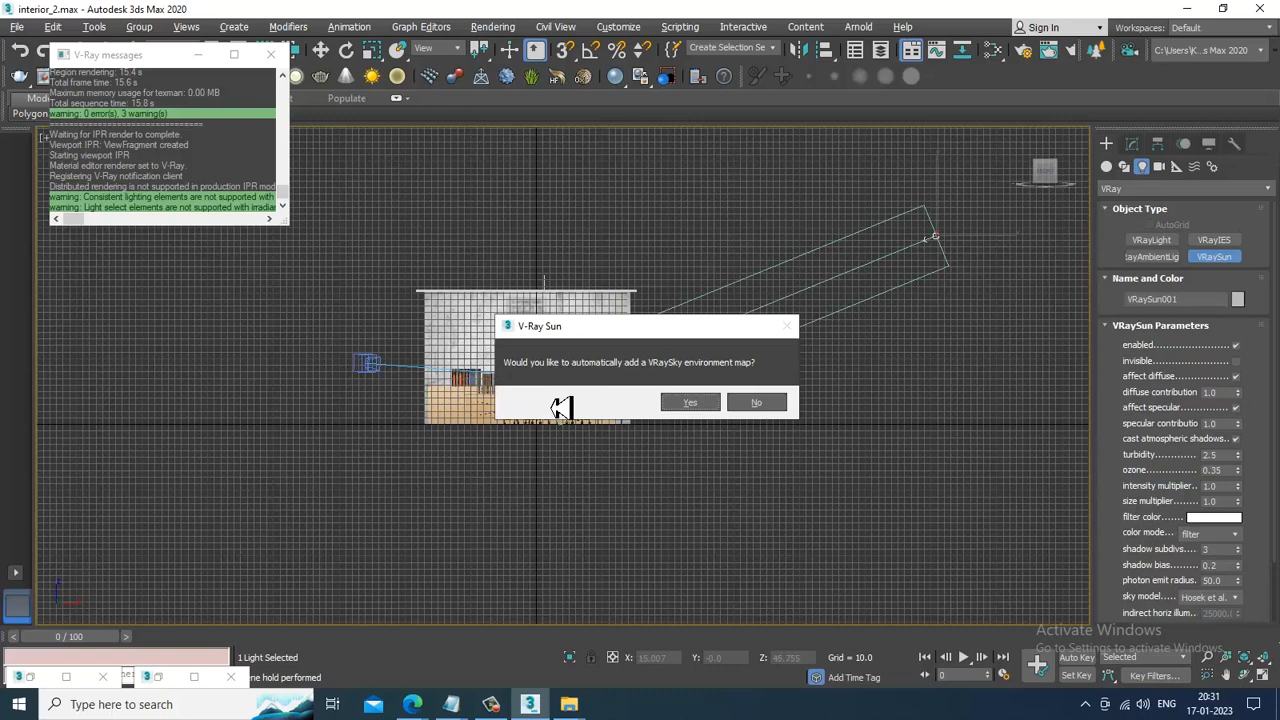 interior_2.max - Autodesk 3ds Max 2020
File
Edit
Tools
Group
Views
Create
Modifiers
Animation
Graph Editors
Rendering
Civil View
Customize
Scripting
Interactive
Content
Arnold
Help
Sign In
Workspaces: Default
V-Ray messages
View
Create Selection Se
C:\Users\K...s Max 2020
Region rendering: 15.4 s
Total frame time: 15.6 s
Maximum memory usage for texman: 0.00 MB
Total sequence time: 15.8 s
warning: 0 error(s), 3 warning(s)
==============================
Waiting for IPR render to complete
Viewport IPR: ViewFragment created
Starting viewport IPR
Material editor renderer set to V-Ray.
Registering V-Ray notification client
Distributed rendering is not supported in production IPR mod
warning: Consistent lighting elements are not supported with
warning: Light select elements are not supported with irradia
Populate
Polygon
VRay
Object Type
AutoGrid
VRayLight
VRayIES
:ayAmbientLig
VRaySun
Name and Color
VRaySun001
VRaySun Parameters
enabled
invisible
affect diffuse
diffuse contribution 1.0
affect specular
specular contributio 1.0
cast atmospheric shadows
turbidity 2.5
ozone 0.35
intensity multiplier 1.0
size multiplier 1.0
filter color
color mode filter
shadow subdivs 3
shadow bias 0.2
photon emit radius 50.0
sky model Hosek et al.
indirect horiz illum 25000.0
V-Ray Sun
Would you like to automatically add a VRaySky environment map?
Yes
No
Activate Windows
Go to Settings to activate Windows.
0 / 100
1 Light Selected
ene hold performed
X: 15.007
Y: -0.0
Z: 45.755
Grid = 10.0
Add Time Tag
Auto Key
Selected
Set Key
Key Filters...
0
Type here to search
ENG
20:31
17-01-2023